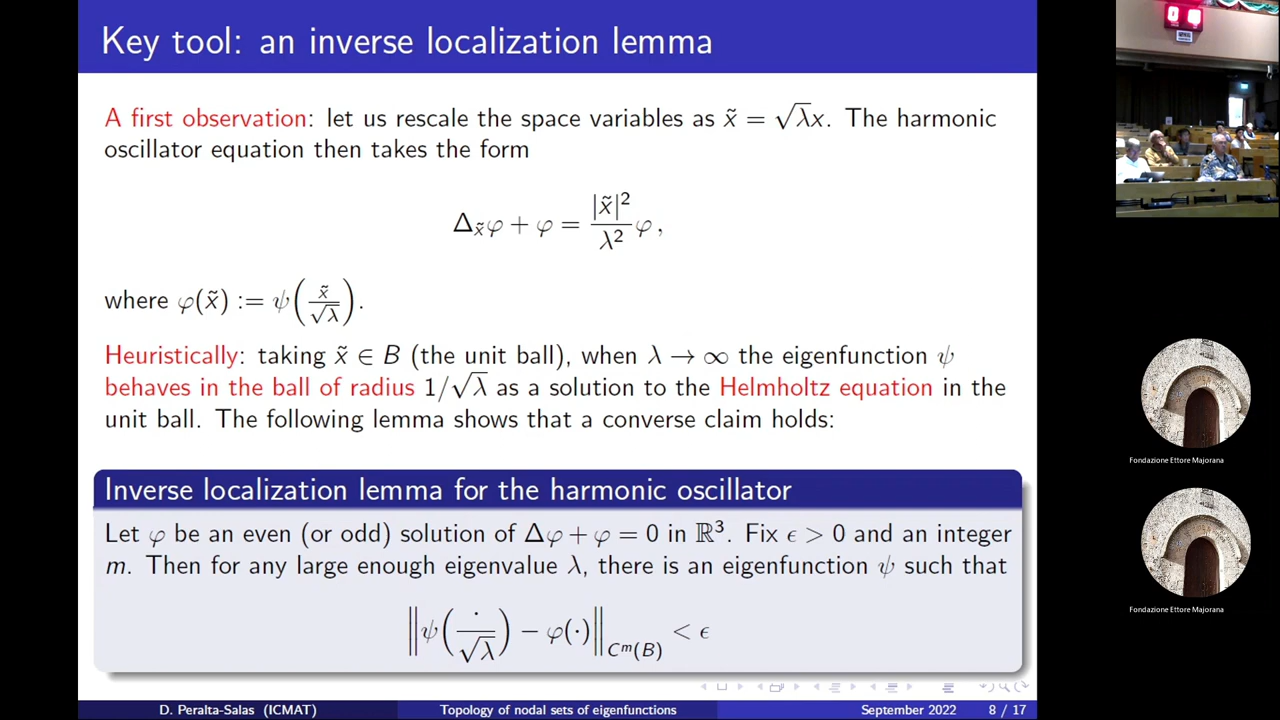 Key tool: an inverse localization lemma
A first observation: let us rescale the space variables as x̃ = √λx. The harmonic
oscillator equation then takes the form
Δ_x̃ φ + φ = |x̃|²/λ² φ ,
where φ(x̃) := ψ(x̃/√λ).
Heuristically: taking x̃ ∈ B (the unit ball), when λ → ∞ the eigenfunction ψ
behaves in the ball of radius 1/√λ as a solution to the Helmholtz equation in the
unit ball. The following lemma shows that a converse claim holds:
Inverse localization lemma for the harmonic oscillator
Let φ be an even (or odd) solution of Δφ + φ = 0 in ℝ³. Fix ϵ > 0 and an integer
m. Then for any large enough eigenvalue λ, there is an eigenfunction ψ such that
‖ψ(·/√λ) − φ(·)‖_{Cᵐ(B)} < ϵ
D. Peralta-Salas (ICMAT)
Topology of nodal sets of eigenfunctions
September 2022
8 / 17
Fondazione Ettore Majorana
Fondazione Ettore Majorana